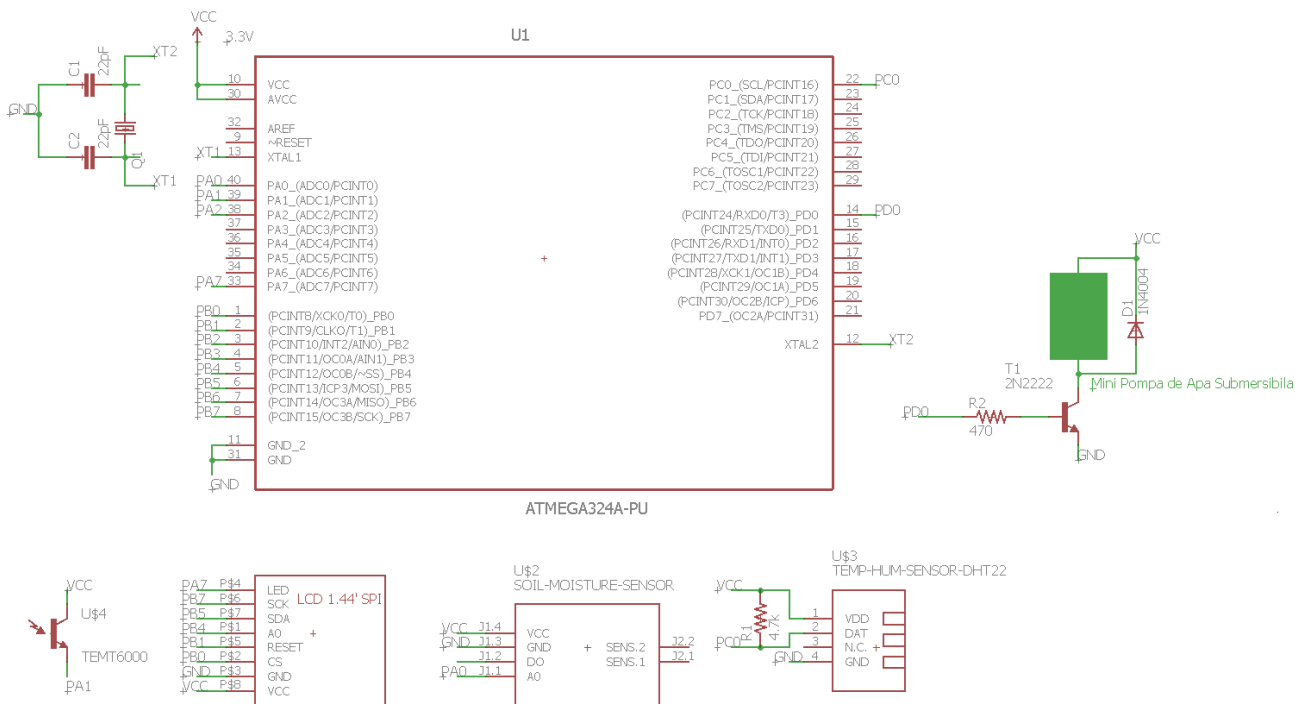 VCC
3.3V
U1
C1
22pF
XT2
GND
C2
22pF
Q1
XT1
10 VCC
30 AVCC
32 AREF
9 ~RESET
XT1 13 XTAL1
PA0 40 PA0_(ADC0/PCINT0)
PA1 39 PA1_(ADC1/PCINT1)
PA2 38 PA2_(ADC2/PCINT2)
37 PA3_(ADC3/PCINT3)
36 PA4_(ADC4/PCINT4)
35 PA5_(ADC5/PCINT5)
34 PA6_(ADC6/PCINT6)
PA7 33 PA7_(ADC7/PCINT7)
PB0 1 (PCINT8/XCK0/T0)_PB0
PB1 2 (PCINT9/CLKO/T1)_PB1
PB2 3 (PCINT10/INT2/AIN0)_PB2
PB3 4 (PCINT11/OC0A/AIN1)_PB3
PB4 5 (PCINT12/OC0B/~SS)_PB4
PB5 6 (PCINT13/ICP3/MOSI)_PB5
PB6 7 (PCINT14/OC3A/MISO)_PB6
PB7 8 (PCINT15/OC3B/SCK)_PB7
11 GND_2
31 GND
GND
PC0_(SCL/PCINT16) 22 PC0
PC1_(SDA/PCINT17) 23
PC2_(TCK/PCINT18) 24
PC3_(TMS/PCINT19) 25
PC4_(TDO/PCINT20) 26
PC5_(TDI/PCINT21) 27
PC6_(TOSC1/PCINT22) 28
PC7_(TOSC2/PCINT23) 29
(PCINT24/RXD0/T3)_PD0 14 PD0
(PCINT25/TXD0)_PD1 15
(PCINT26/RXD1/INT0)_PD2 16
(PCINT27/TXD1/INT1)_PD3 17
(PCINT28/XCK1/OC1B)_PD4 18
(PCINT29/OC1A)_PD5 19
(PCINT30/OC2B/ICP)_PD6 20
PD7_(OC2A/PCINT31) 21
XTAL2 12 XT2
ATMEGA324A-PU
VCC
D1
1N4004
T1
2N2222
Mini Pompa de Apa Submersibila
PD0
R2
470
GND
VCC
U$4
TEMT6000
PA1
LCD 1.44' SPI
PA7 P$4 LED
PB7 P$6 SCK
PB5 P$7 SDA
PB4 P$1 A0
PB1 P$5 RESET
PB0 P$2 CS
GND P$3 GND
VCC P$8 VCC
U$2
SOIL-MOISTURE-SENSOR
VCC J1.4 VCC
GND J1.3 GND SENS.2 J2.2
J1.2 DO SENS.1 J2.1
PA0 J1.1 AO
U$3
TEMP-HUM-SENSOR-DHT22
VCC
R1
4.7k
1 VDD
PC0 2 DAT
3 N.C.
GND 4 GND